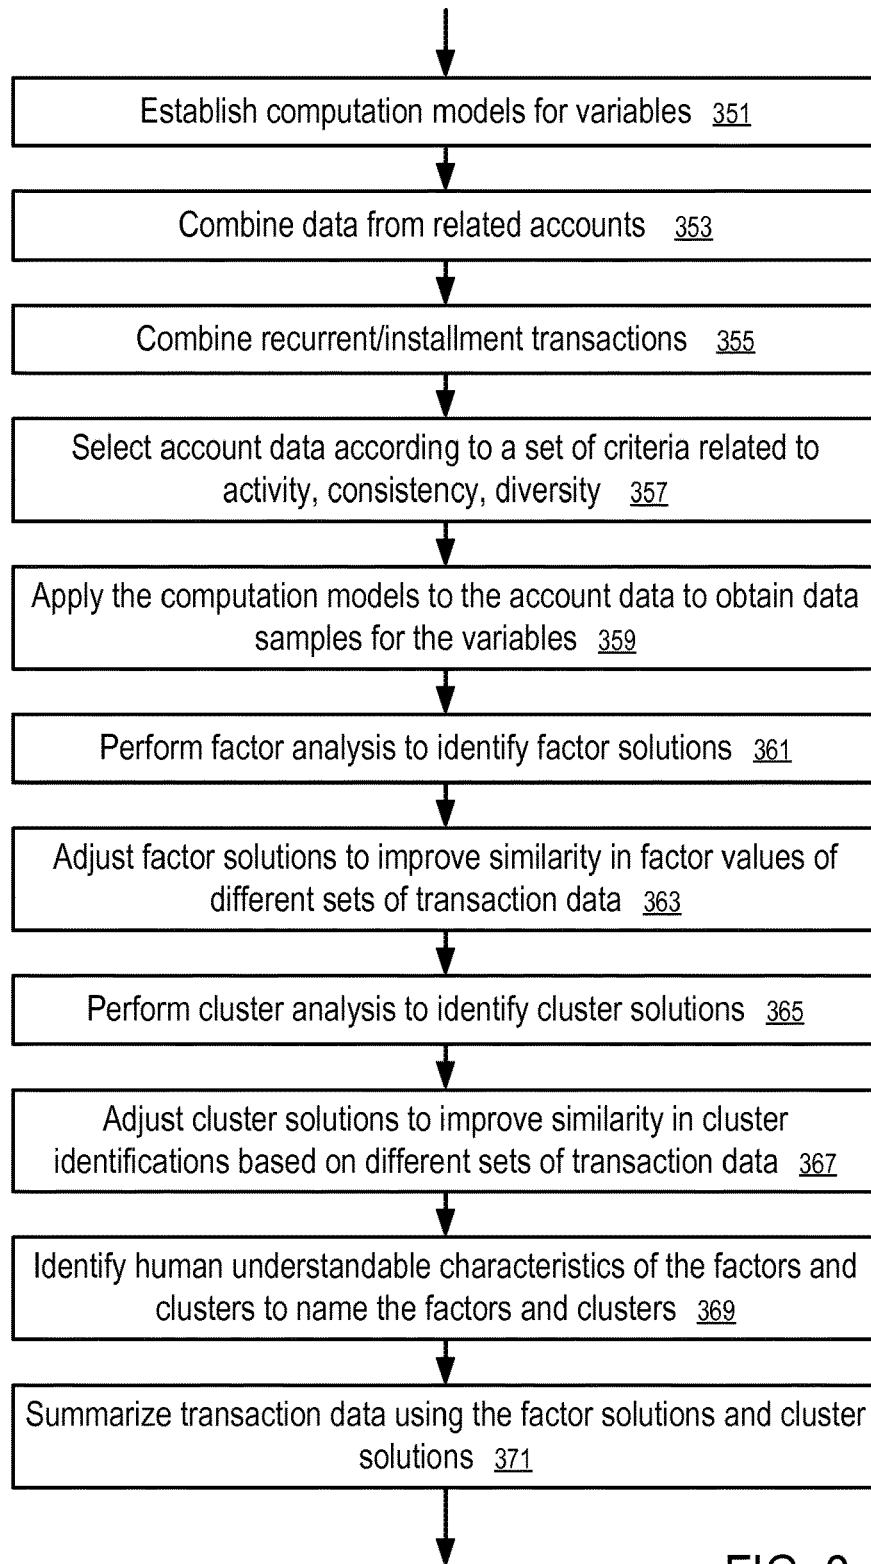 Establish computation models for variables 351
Combine data from related accounts 353
Combine recurrent/installment transactions 355
Select account data according to a set of criteria related to
activity, consistency, diversity 357
Apply the computation models to the account data to obtain data
samples for the variables 359
Perform factor analysis to identify factor solutions 361
Adjust factor solutions to improve similarity in factor values of
different sets of transaction data 363
Perform cluster analysis to identify cluster solutions 365
Adjust cluster solutions to improve similarity in cluster
identifications based on different sets of transaction data 367
Identify human understandable characteristics of the factors and
clusters to name the factors and clusters 369
Summarize transaction data using the factor solutions and cluster
solutions 371
FIG.